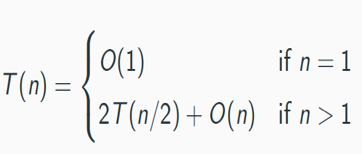 O(1) if n = 1
T(n) =
2T(n/2) + O(n) if n > 1